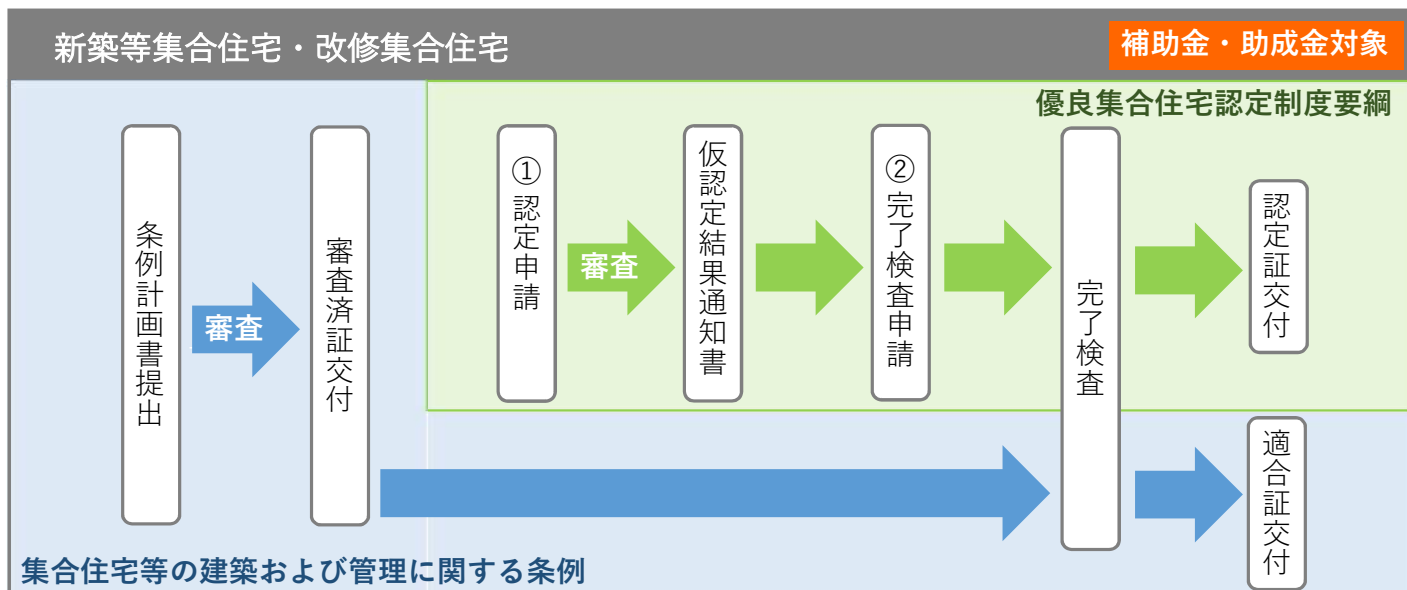 新築等集合住宅・改修集合住宅
補助金・助成金対象
優良集合住宅認定制度要綱
条例計画書提出
審査
審査済証交付
①認定申請
審査
仮認定結果通知書
②完了検査申請
完了検査
認定証交付
適合証交付
集合住宅等の建築および管理に関する条例